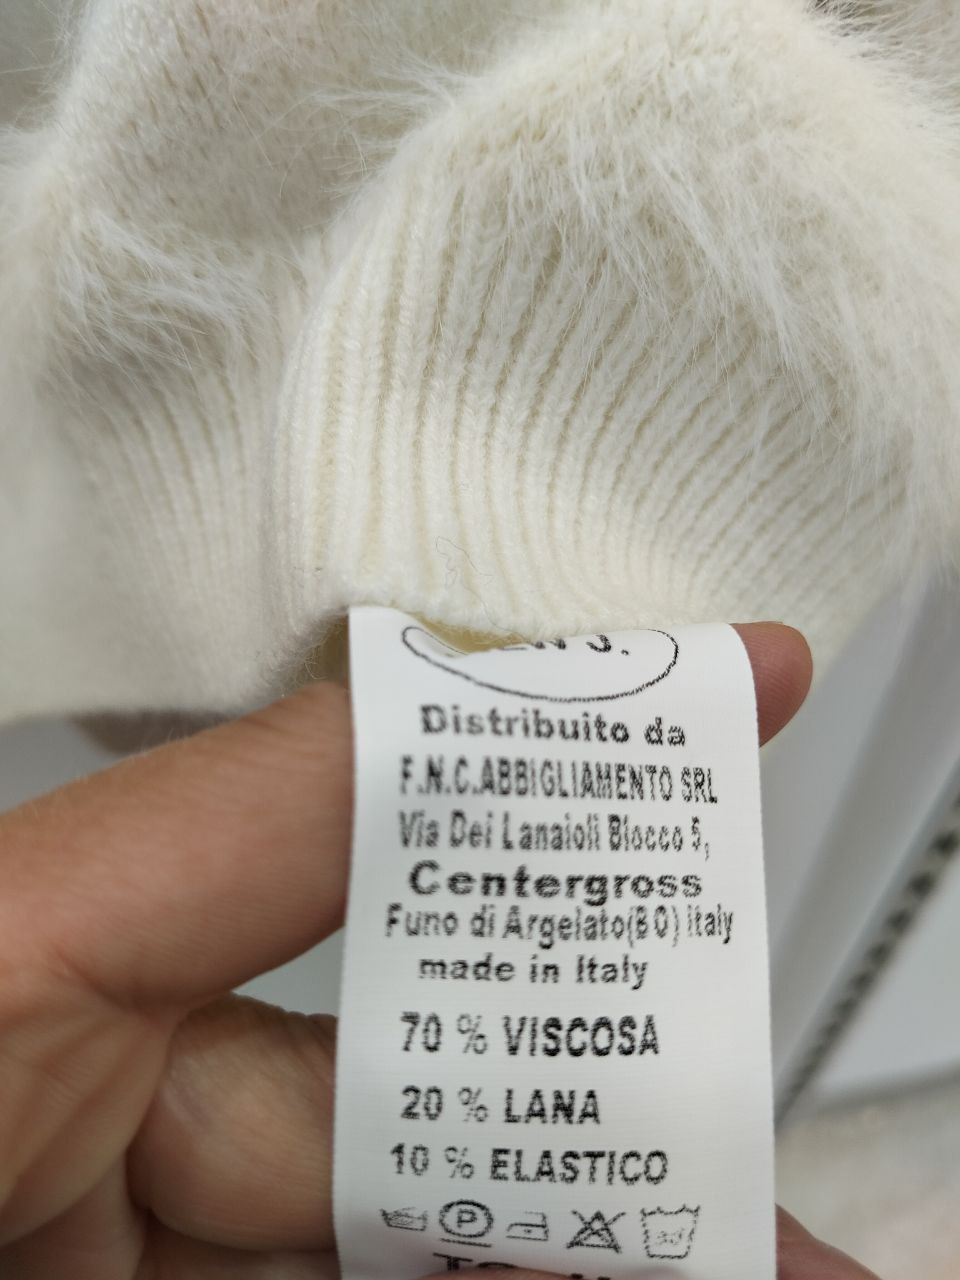 Distribuito da
F.N.C.ABBIGLIAMENTO SRL
Via Dei Lanaioli Blocco 5,
Centergross
Funo di Argelato(BO) italy
made in Italy
70 % VISCOSA
20 % LANA
10 % ELASTICO
P